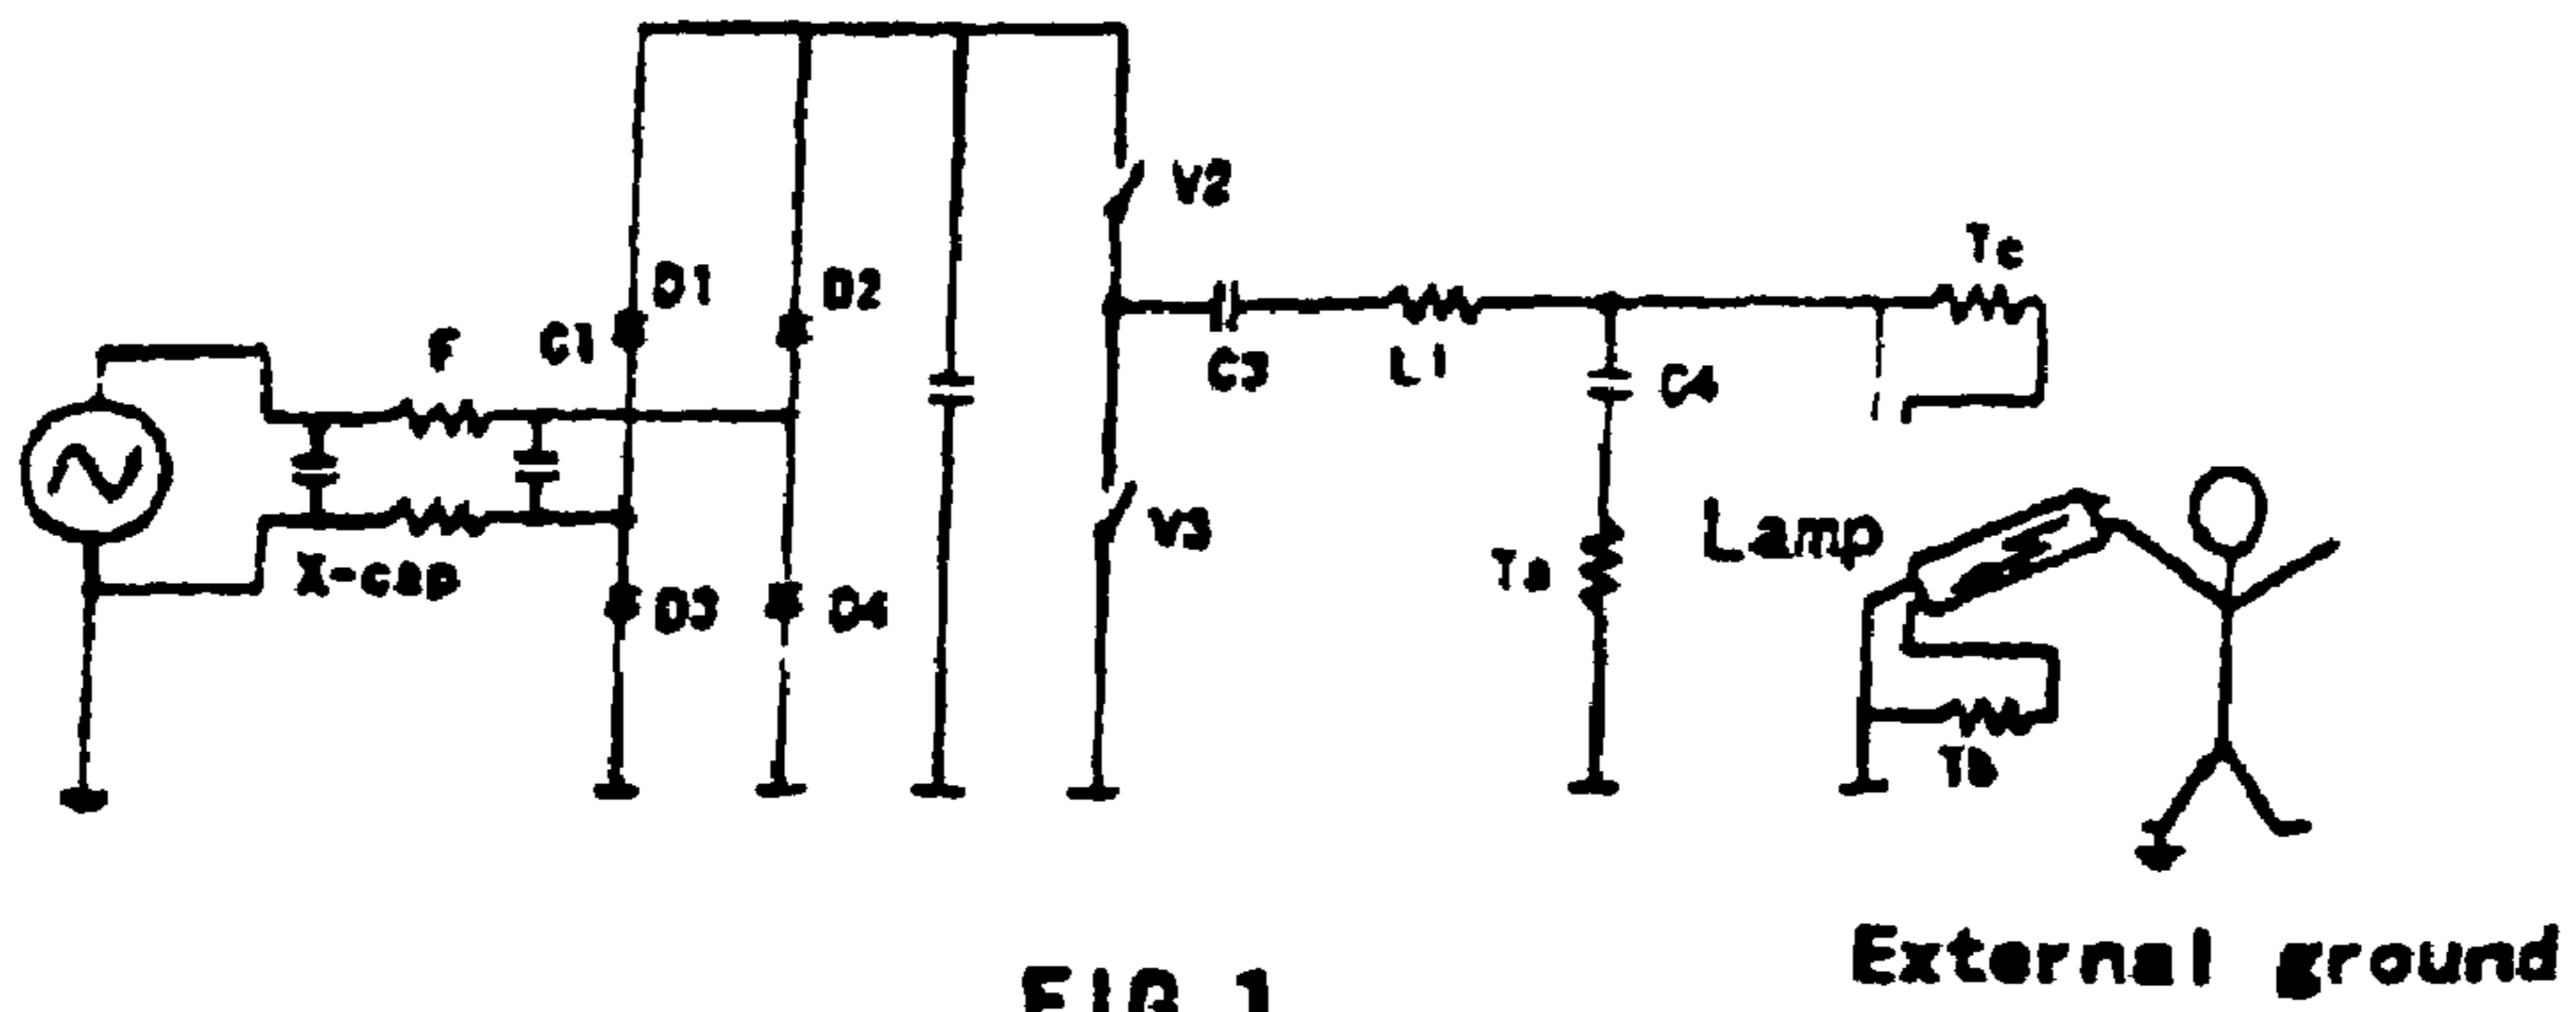 V2
Tc
D1
D2
F
C1
C3
L1
C4
Lamp
V3
Ta
X-cap
D3
D4
Tb
External ground
FIG 1